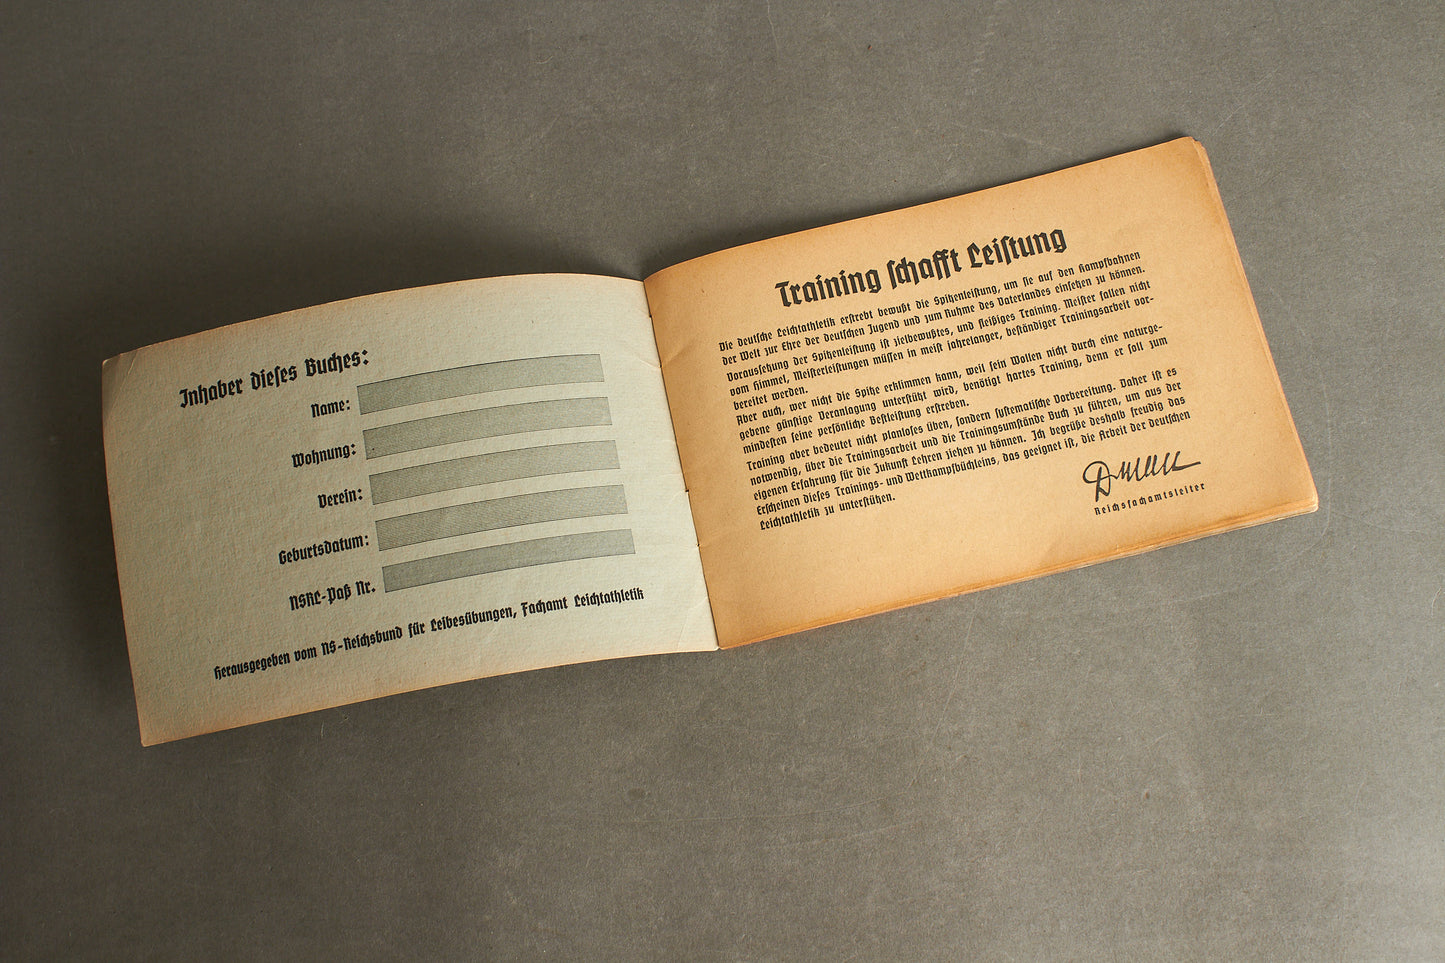 Inhaber dieſes Buches:
Name:
Wohnung:
Verein:
Geburtsdatum:
NSRL-Paß Nr.
Herausgegeben vom NS-Reichsbund für Leibesübungen, Fachamt Leichtathletik
Training ſchafft Leiſtung
Die deutſche Leichtathletik erſtrebt bewußt die Spitzenleiſtung, um ſie auf den Kampfbahnen
der Welt zur Ehre der deutſchen Jugend und zum Ruhme des Vaterlandes einſetzen zu können.
Vorausſetzung der Spitzenleiſtung iſt zielbewußtes, und fleißiges Training. Meiſter fallen nicht
vom Himmel, Meiſterleiſtungen müſſen in meiſt jahrelanger, beſtändiger Trainingsarbeit vor-
bereitet werden.
Aber auch, wer nicht die Spitze erklimmen kann, weil ſein Wollen nicht durch eine naturge-
gebene günſtige Veranlagung unterſtützt wird, benötigt hartes Training, denn er ſoll zum
mindeſten ſeine perſönliche Beſtleiſtung erſtreben.
Training aber bedeutet nicht planloſes üben, ſondern ſyſtematiſche Vorbereitung. Daher iſt es
notwendig, über die Trainingsarbeit und die Trainingsumſtände Buch zu führen, um aus der
eigenen Erfahrung für die Zukunft Lehren ziehen zu können. Ich begrüße deshalb freudig das
Erſcheinen dieſes Trainings- und Wettkampfbüchleins, das geeignet iſt, die Arbeit der deutſchen
Leichtathletik zu unterſtützen.
Reichsfachamtsleiter